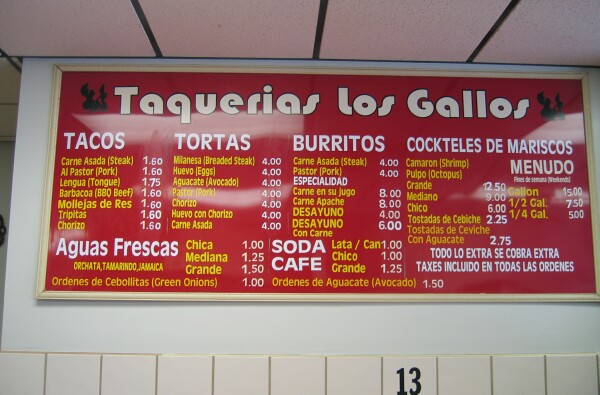 Taquerias Los Gallos
TACOS
Carne Asada (Steak) 1.60
Al Pastor (Pork) 1.60
Lengua (Tongue) 1.75
Barbacoa (BBQ Beef) 1.60
Mollejas de Res 1.60
Tripitas 1.60
Chorizo 1.60
TORTAS
Milanesa (Breaded Steak) 4.00
Huevo (Eggs) 4.00
Aguacate (Avocado) 4.00
Pastor (Pork) 4.00
Chorizo 4.00
Huevo con Chorizo 4.00
Carne Asada 4.00
BURRITOS
Carne Asada (Steak) 4.00
Pastor (Pork) 4.00
ESPECIALIDAD
Carne en su jugo 8.00
Carne Apache 8.00
DESAYUNO 4.00
DESAYUNO 6.00
Con Carne
COCKTELES DE MARISCOS
Camaron (Shrimp)
Pulpo (Octopus)
Grande 12.50
Mediano 9.00
Chico 6.00
Tostadas de Cebiche 2.25
Tostadas de Ceviche
Con Aguacate 2.75
MENUDO
Fines de semana (Weekends)
Gallon 15.00
1/2 Gal. 7.50
1/4 Gal. 5.00
TODO LO EXTRA SE COBRA EXTRA
TAXES INCLUIDO EN TODAS LAS ORDENES
Aguas Frescas
ORCHATA,TAMARINDO,JAMAICA
Chica 1.00
Mediana 1.25
Grande 1.50
SODA Lata / Can 1.00
CAFE Chico 1.00
Grande 1.25
Ordenes de Cebollitas (Green Onions) 1.00
Ordenes de Aguacate (Avocado) 1.50
13